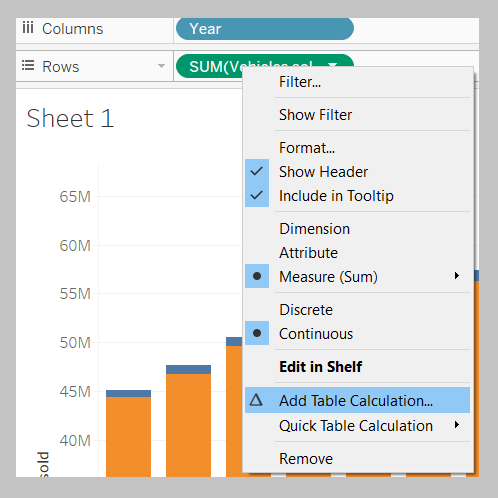 Columns
Year
Rows
SUM(Vehicles sol
Sheet 1
Filter...
Show Filter
Format...
Show Header
Include in Tooltip
Dimension
Attribute
Measure (Sum)
Discrete
Continuous
Edit in Shelf
Add Table Calculation...
Quick Table Calculation
Remove
65M
60M
55M
50M
45M
40M
sold